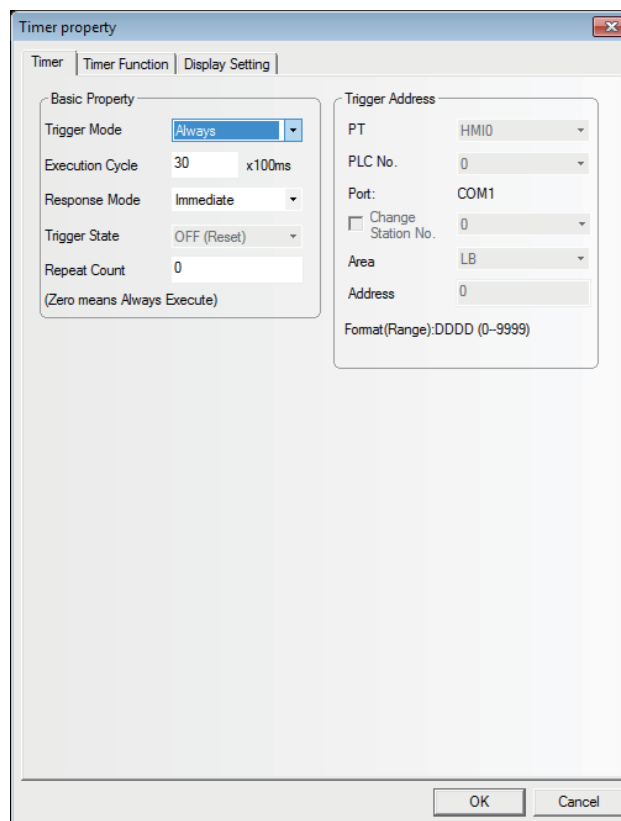 Timer property
Timer
Timer Function
Display Setting
Basic Property
Trigger Mode
Always
Execution Cycle
30
x100ms
Response Mode
Immediate
Trigger State
OFF (Reset)
Repeat Count
0
(Zero means Always Execute)
Trigger Address
PT
HMI0
PLC No.
0
Port:
COM1
Change
Station No.
0
Area
LB
Address
0
Format(Range):DDDD (0--9999)
OK
Cancel